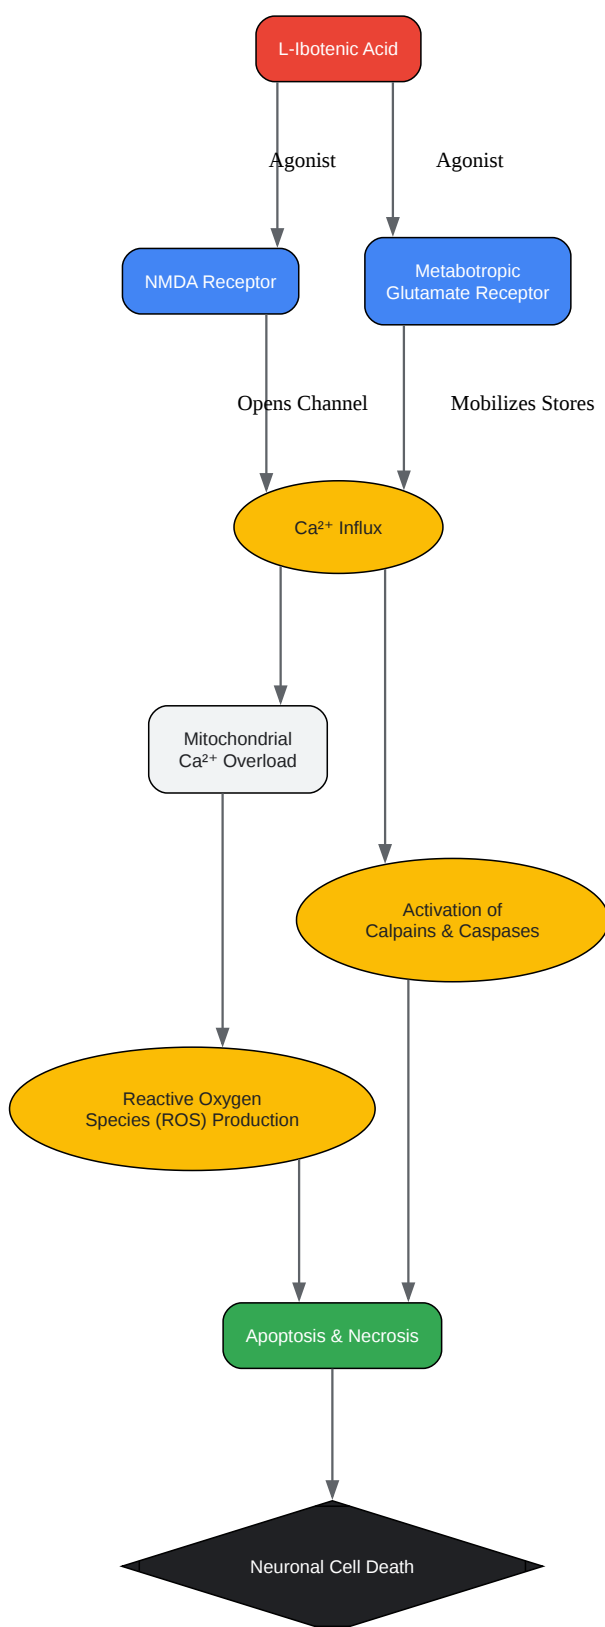 L-Ibotenic Acid
Agonist
Agonist
NMDA Receptor
Metabotropic
Glutamate Receptor
Opens Channel
Mobilizes Stores
Ca²⁺ Influx
Mitochondrial
Ca²⁺ Overload
Activation of
Calpains & Caspases
Reactive Oxygen
Species (ROS) Production
Apoptosis & Necrosis
Neuronal Cell Death